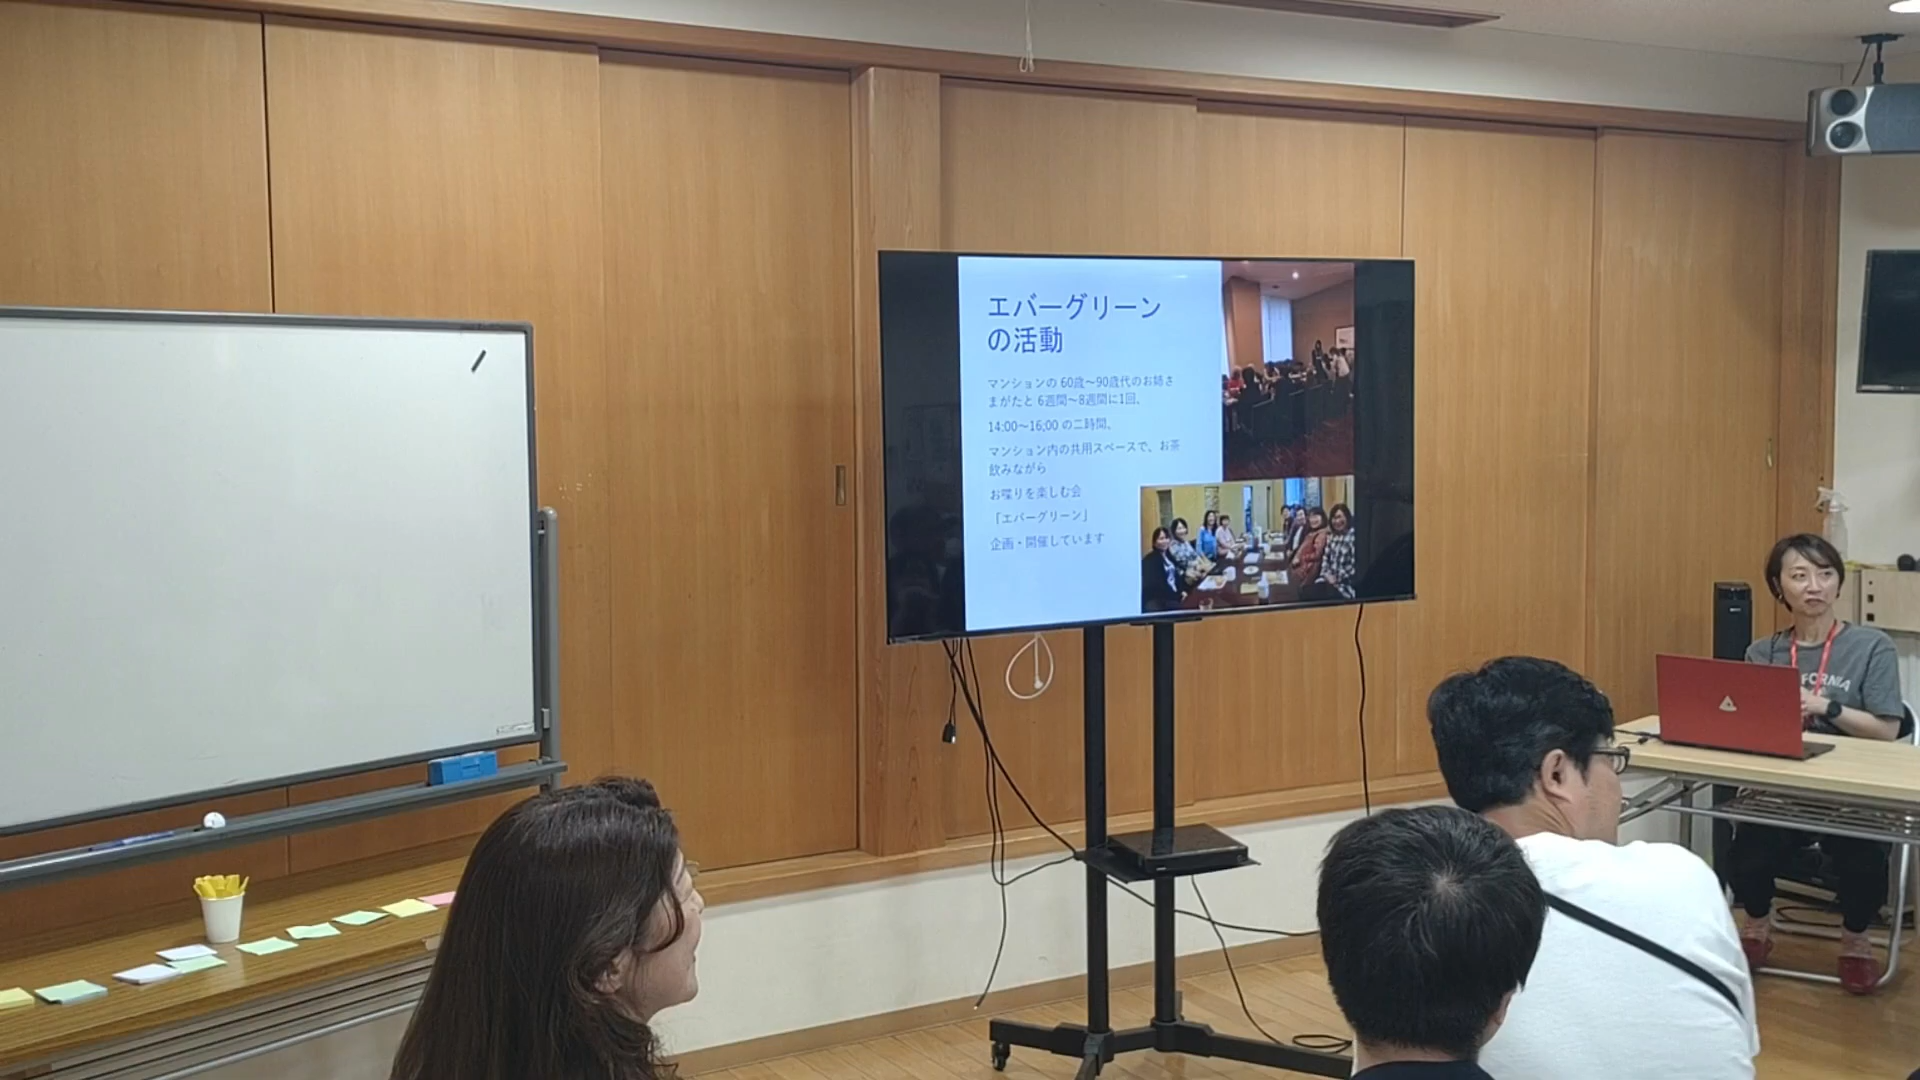 エバーグリーン
の活動
マンションの 60歳〜90歳代のお姉さ
まがたと 6週間〜8週間に1回、
14:00〜16:00 の二時間、
マンション内の共用スペースで、お茶
飲みながら
お喋りを楽しむ会
「エバーグリーン」
企画・開催しています
FORNIA